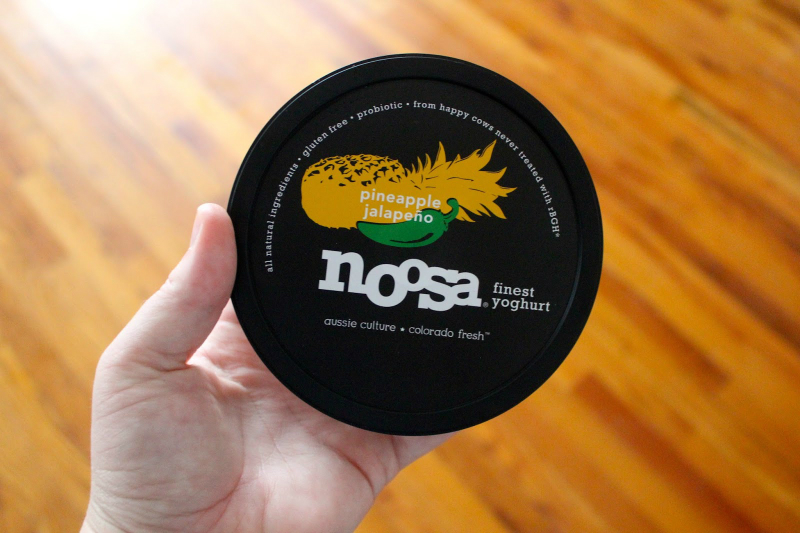 all natural ingredients • gluten free • probiotic • from happy cows never treated with rBGH*
pineapple
jalapeño
noosa®
finest
yoghurt
aussie culture • colorado fresh™